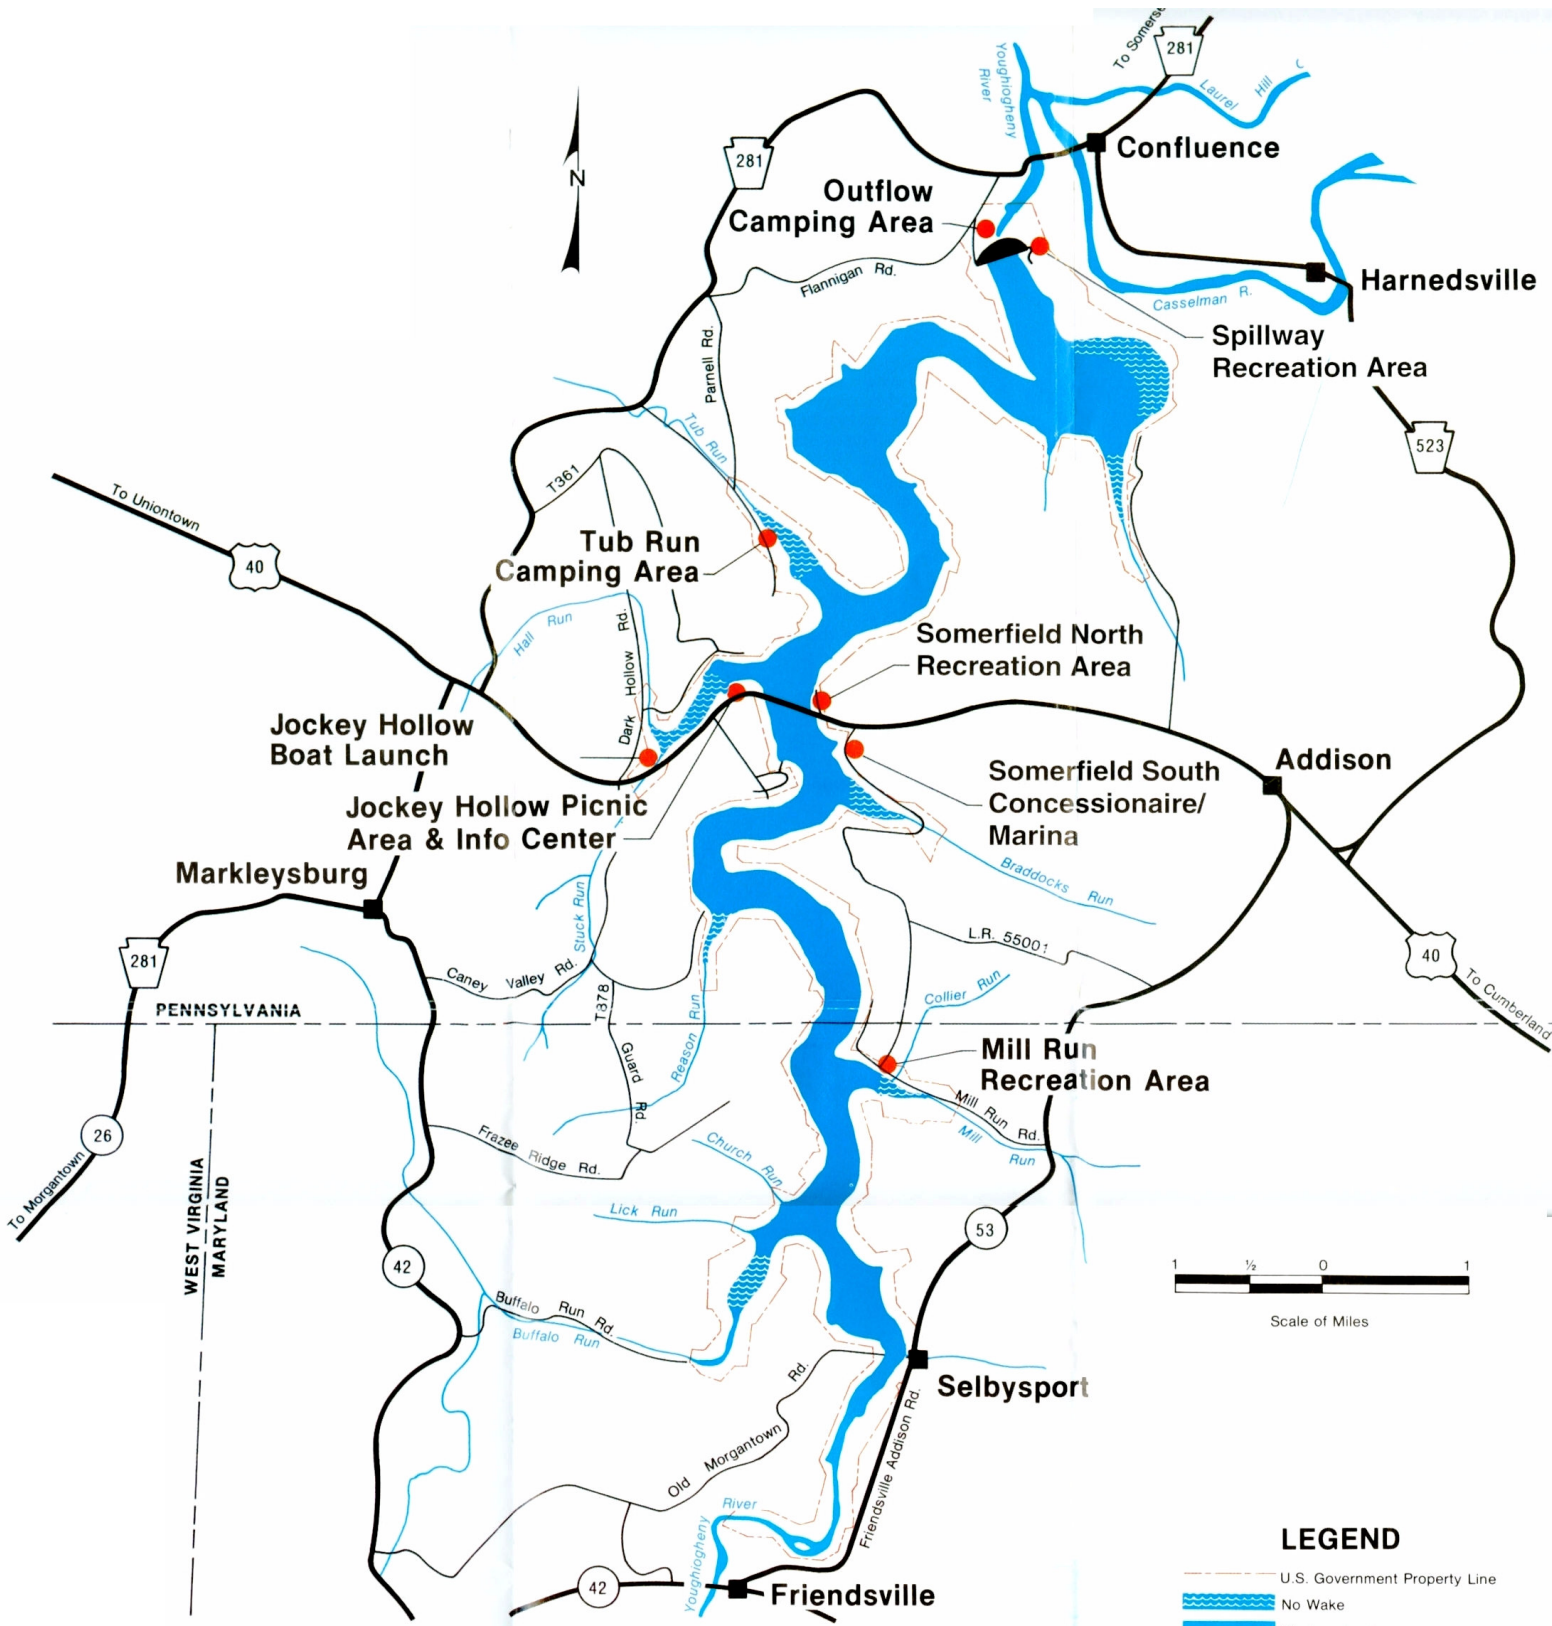 To Somerse
281
Youghiogheny
River
Laurel Hill C
281
Confluence
N
Outflow
Camping Area
Flannigan Rd.
Harnedsville
Casselman R.
Spillway
Recreation Area
Parnell Rd.
Tub Run
523
T361
To Uniontown
40
Tub Run
Camping Area
Hall Run
Dark Hollow Rd.
Somerfield North
Recreation Area
Jockey Hollow
Boat Launch
Addison
Somerfield South
Concessionaire/
Marina
Jockey Hollow Picnic
Area & Info Center
Markleysburg
Braddocks Run
Stuck Run
L.R. 55001
281
40
Caney Valley Rd.
To Cumberland
Collier Run
T878
PENNSYLVANIA
Reason Run
Guard Rd.
Mill Run
Recreation Area
Mill Run Rd.
Mill Run
26
Frazee Ridge Rd.
Church Run
To Morgantown
WEST VIRGINIA
MARYLAND
Lick Run
53
42
1 ½ 0 1
Scale of Miles
Buffalo Run Rd.
Buffalo Run
Selbysport
Old Morgantown Rd.
Friendsville Addison Rd.
River
Youghiogheny
LEGEND
U.S. Government Property Line
No Wake
42
Friendsville